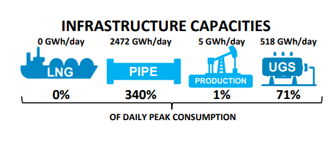 INFRASTRUCTURE CAPACITIES
0 GWh/day 2472 GWh/day 5 GWh/day 518 GWh/day
LNG PIPE PRODUCTION UGS
0% 340% 1% 71%
OF DAILY PEAK CONSUMPTION